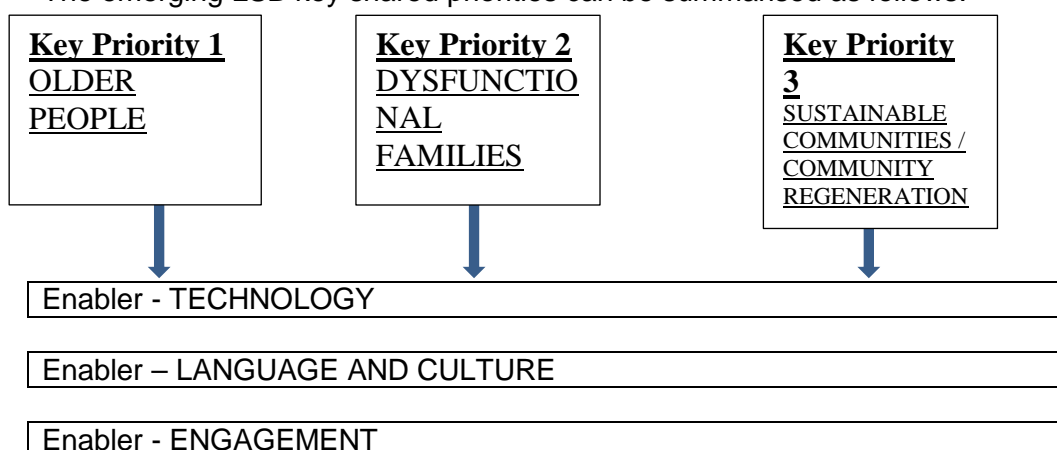 The emerging LSB key shared priorities can be summarised as follows:
Key Priority 1
OLDER
PEOPLE
Key Priority 2
DYSFUNCTIO
NAL
FAMILIES
Key Priority
3
SUSTAINABLE
COMMUNITIES /
COMMUNITY
REGENERATION
Enabler - TECHNOLOGY
Enabler – LANGUAGE AND CULTURE
Enabler - ENGAGEMENT